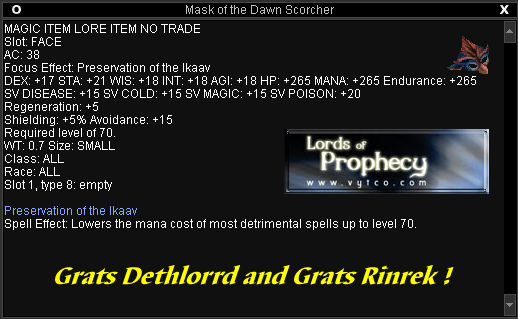 O
Mask of the Dawn Scorcher
X
MAGIC ITEM LORE ITEM NO TRADE
Slot: FACE
AC: 38
Focus Effect: Preservation of the Ikaav
DEX: +17 STA: +21 WIS: +18 INT: +18 AGI: +18 HP: +265 MANA: +265 Endurance: +265
SV DISEASE: +15 SV COLD: +15 SV MAGIC: +15 SV POISON: +20
Regeneration: +5
Shielding: +5% Avoidance: +15
Required level of 70.
WT: 0.7 Size: SMALL
Class: ALL
Race: ALL
Slot 1, type 8: empty
Lords of
Prophecy
www.vytco.com
Preservation of the Ikaav
Spell Effect: Lowers the mana cost of most detrimental spells up to level 70.
Grats Dethlorrd and Grats Rinrek !